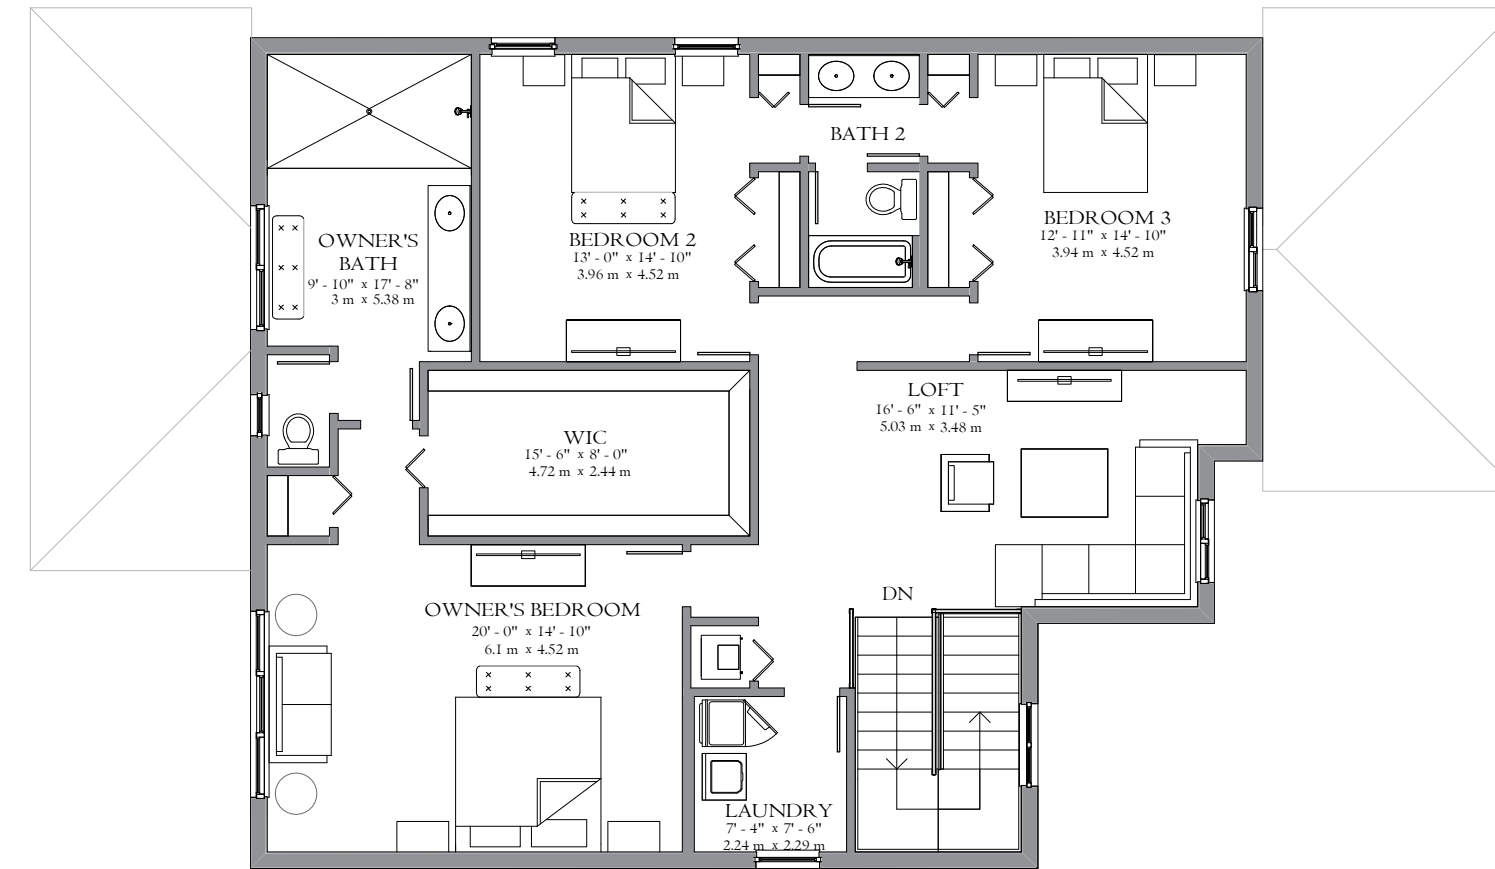 BATH 2
OWNER'S
BATH
9' - 10" x 17' - 8"
3 m x 5.38 m
BEDROOM 2
13' - 0" x 14' - 10"
3.96 m x 4.52 m
BEDROOM 3
12' - 11" x 14' - 10"
3.94 m x 4.52 m
LOFT
16' - 6" x 11' - 5"
5.03 m x 3.48 m
WIC
15' - 6" x 8' - 0"
4.72 m x 2.44 m
DN
OWNER'S BEDROOM
20' - 0" x 14' - 10"
6.1 m x 4.52 m
LAUNDRY
7' - 4" x 7' - 6"
2.24 m x 2.29 m